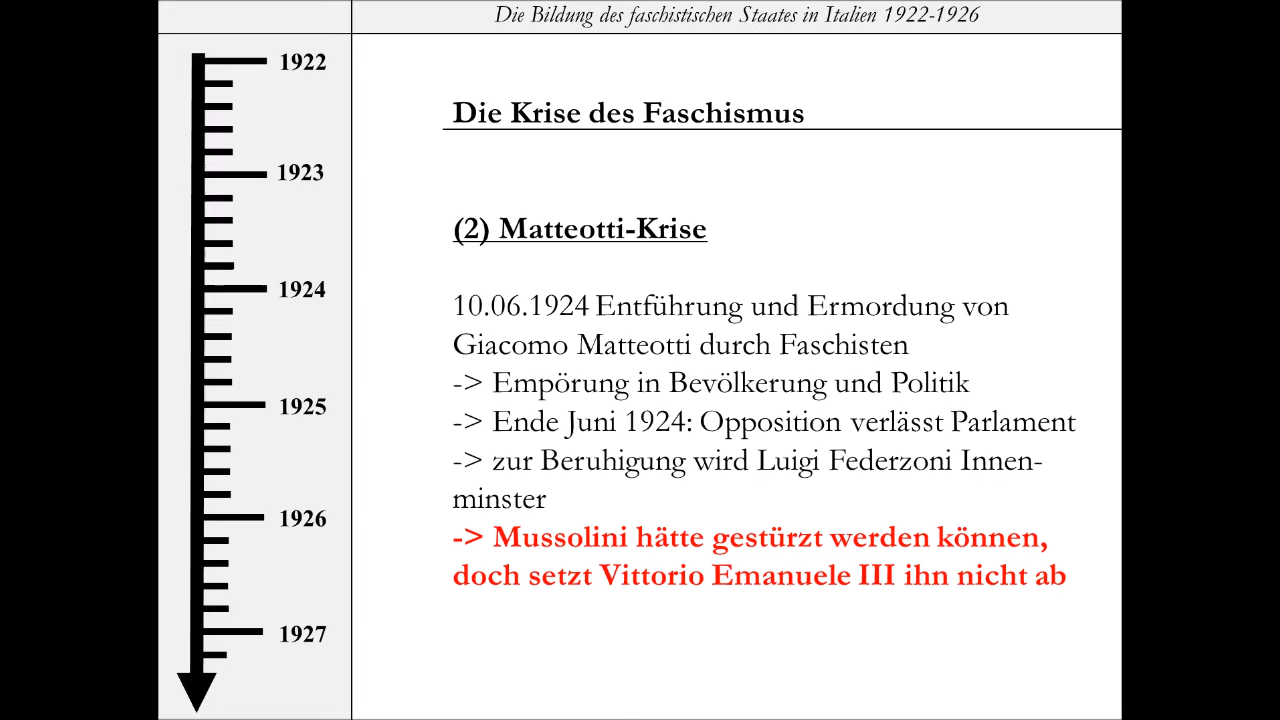 Die Bildung des faschistischen Staates in Italien 1922-1926
1922
1923
1924
1925
1926
1927
Die Krise des Faschismus
(2) Matteotti-Krise
10.06.1924 Entführung und Ermordung von
Giacomo Matteotti durch Faschisten
-> Empörung in Bevölkerung und Politik
-> Ende Juni 1924: Opposition verlässt Parlament
-> zur Beruhigung wird Luigi Federzoni Innen-
minster
-> Mussolini hätte gestürzt werden können,
doch setzt Vittorio Emanuele III ihn nicht ab